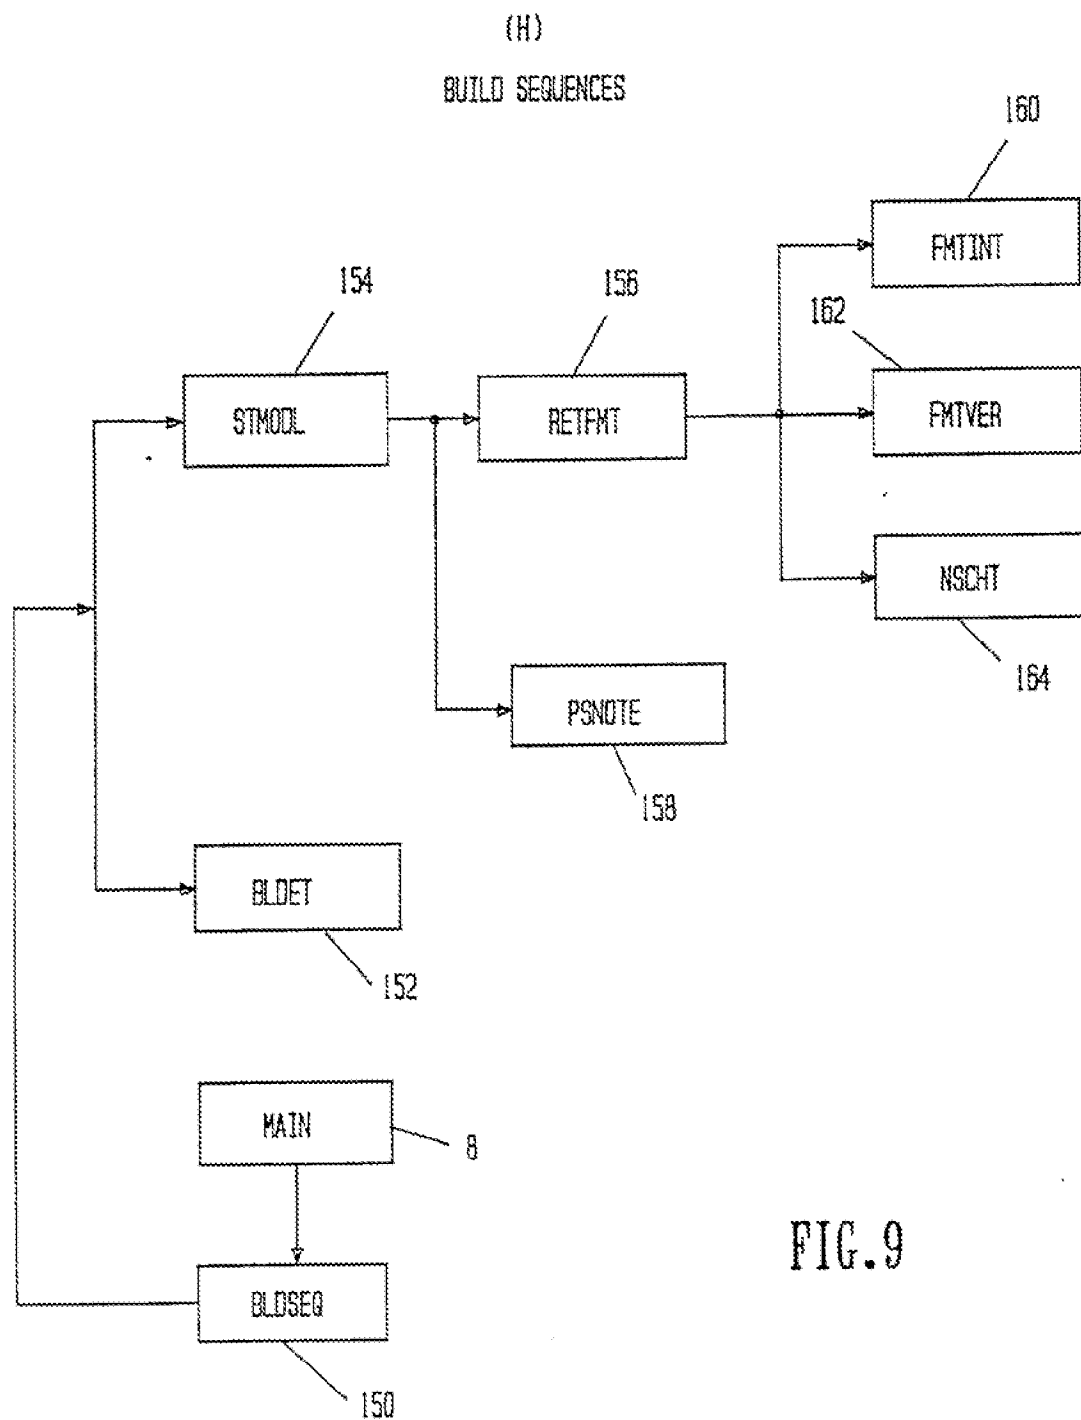 (H)
BUILD SEQUENCES
160
FMTINT
154
156
162
STMODL
RETFMT
FMTVER
NSCHT
164
PSNOTE
158
BLDET
152
MAIN
8
FIG.9
BLDSEQ
150